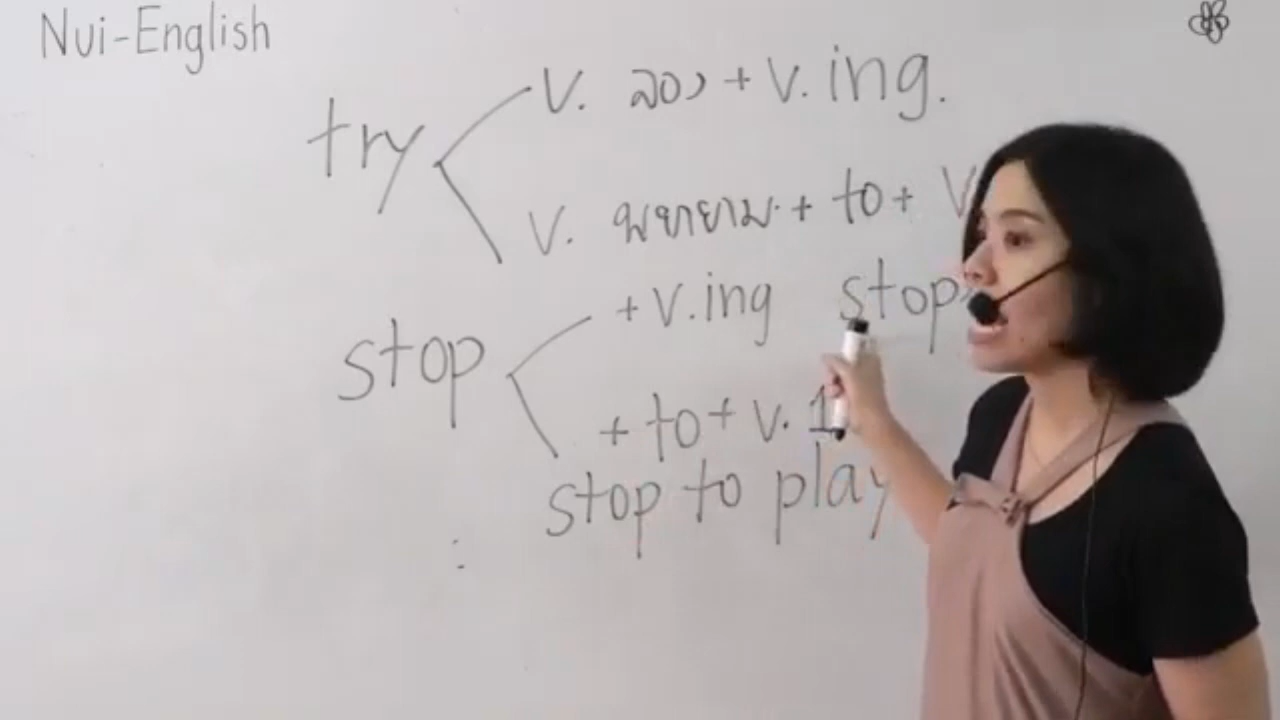 Nui-English
try
v. ลอง + v. ing.
v. พยายาม. + to + V
stop
+ v.ing stop
+ to + v. 1
stop to play